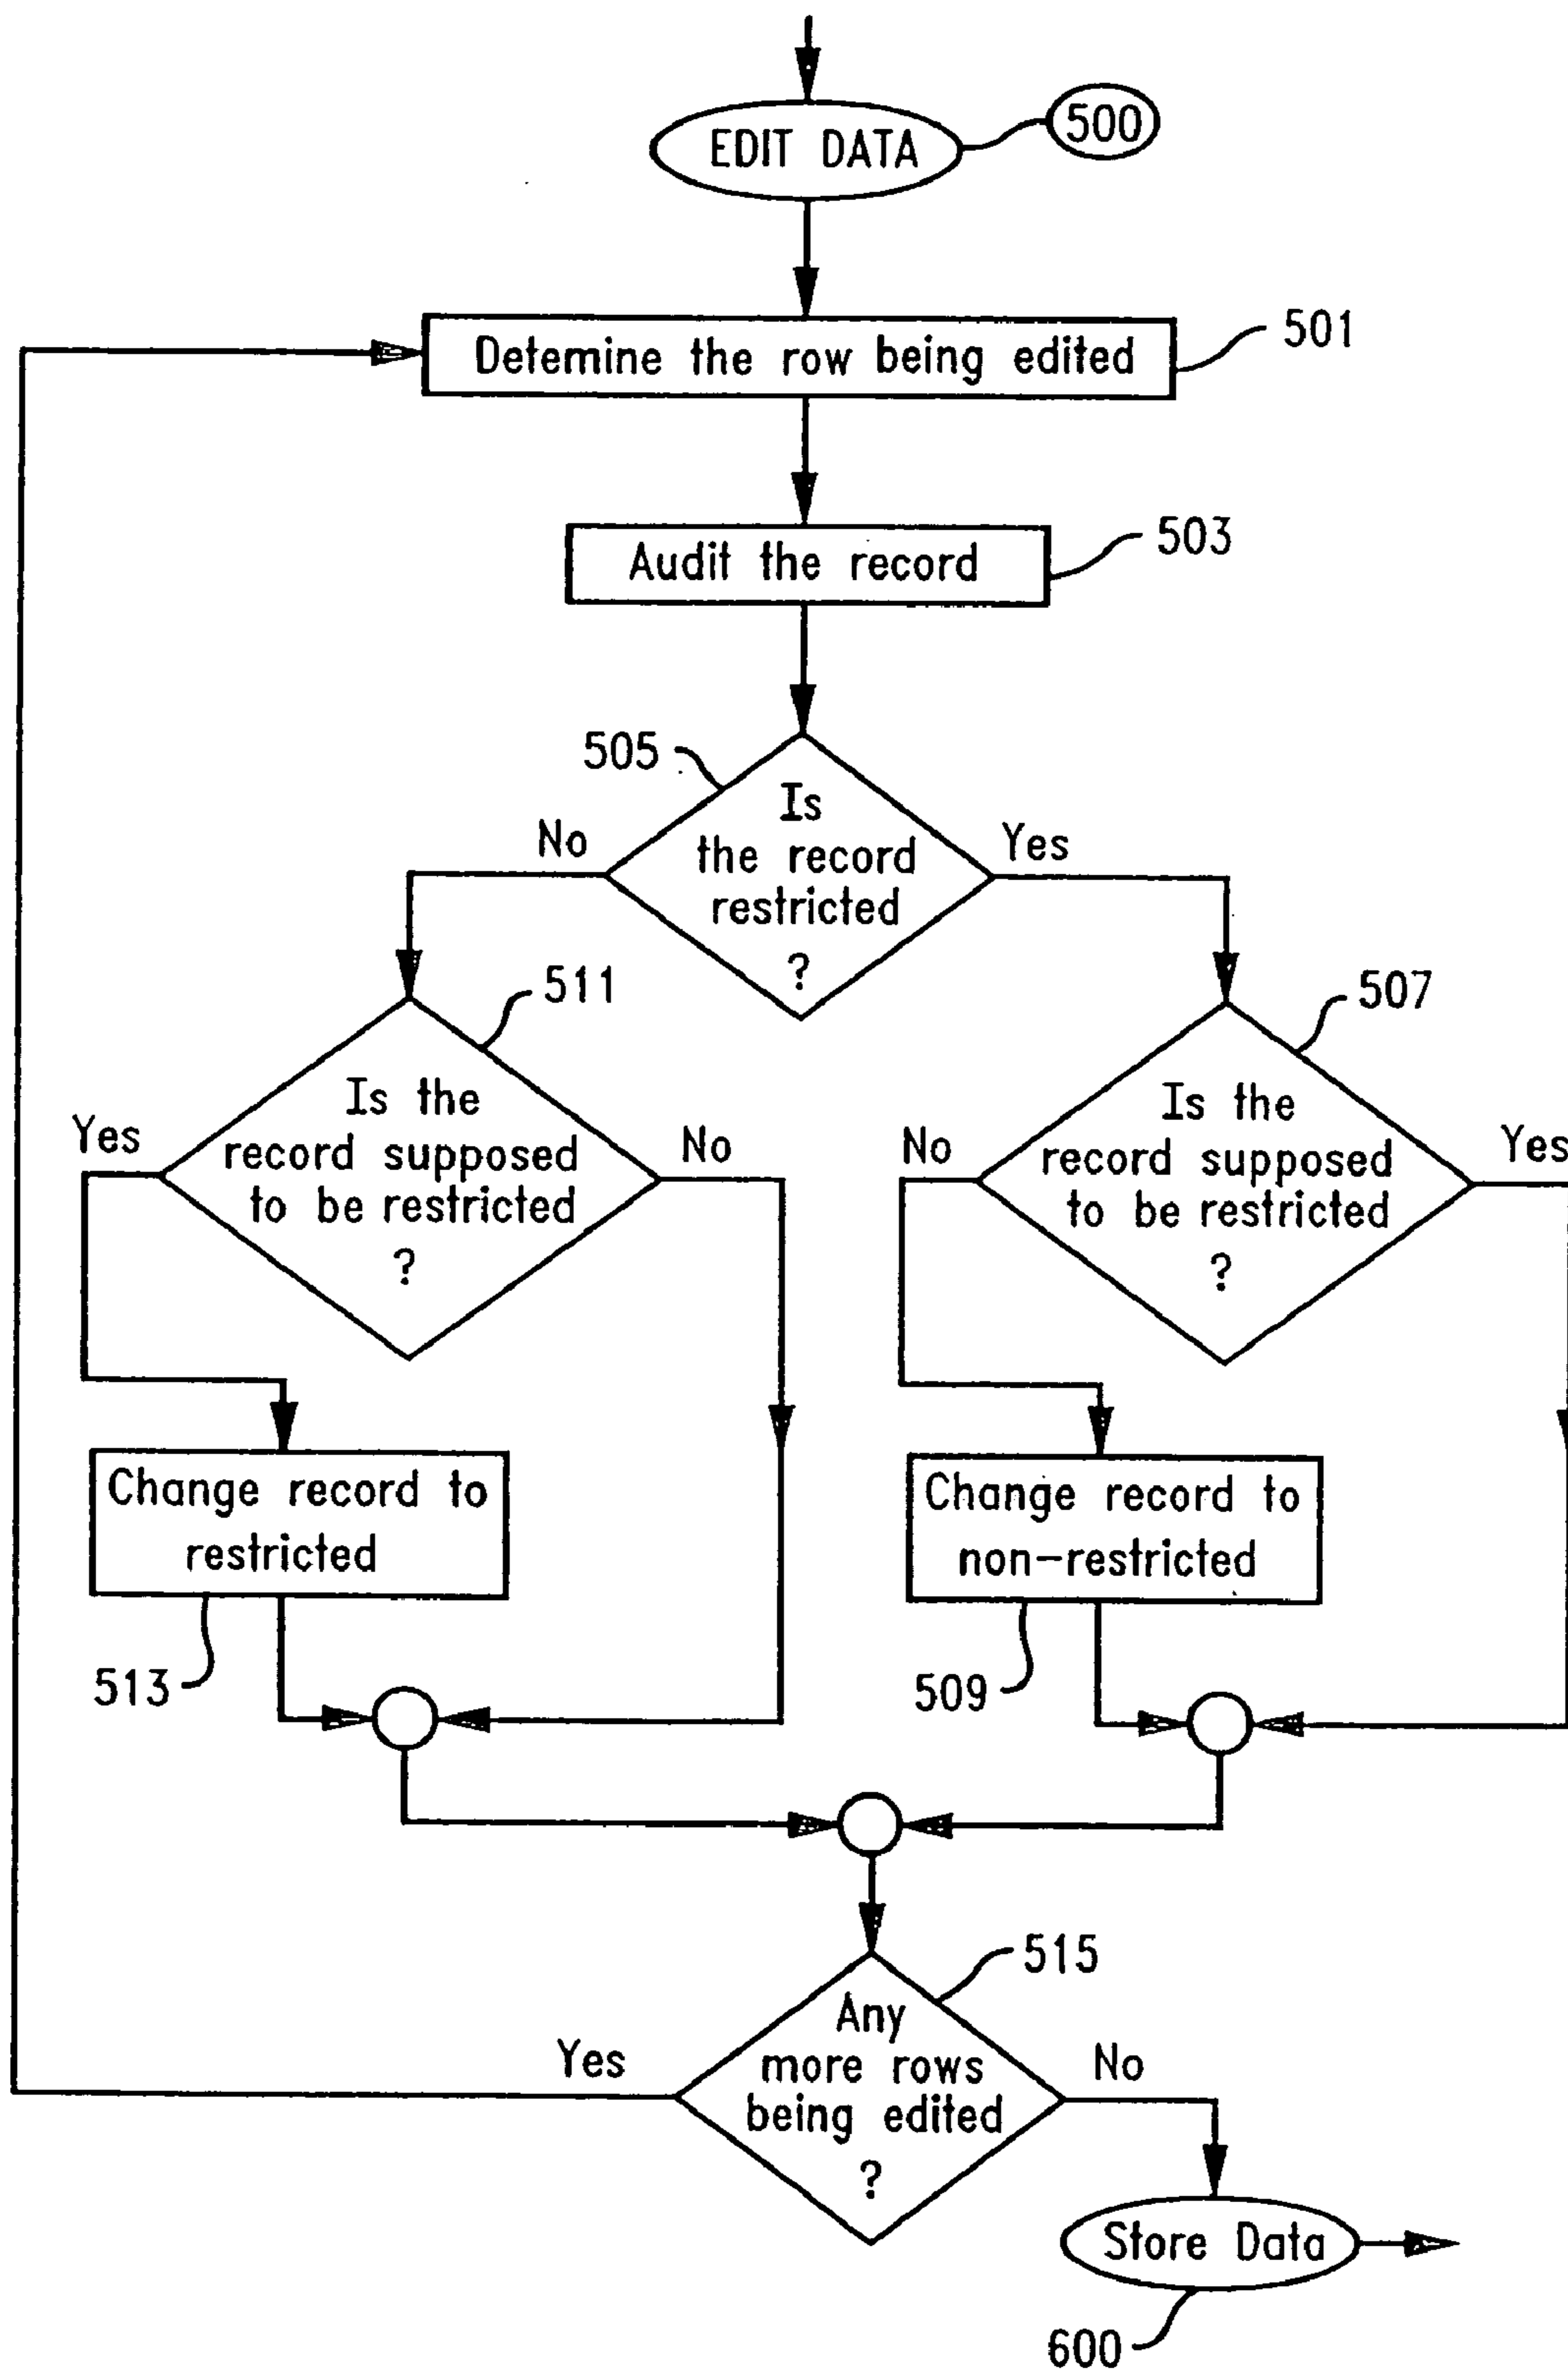 EDIT DATA
500
Detemine the row being edited
501
Audit the record
503
505
Is
the record
restricted
?
No
Yes
511
507
Is the
record supposed
to be restricted
?
Yes
No
Is the
record supposed
to be restricted
?
No
Yes
Change record to
restricted
Change record to
non-restricted
513
509
515
Any
more rows
being edited
?
Yes
No
Store Data
600